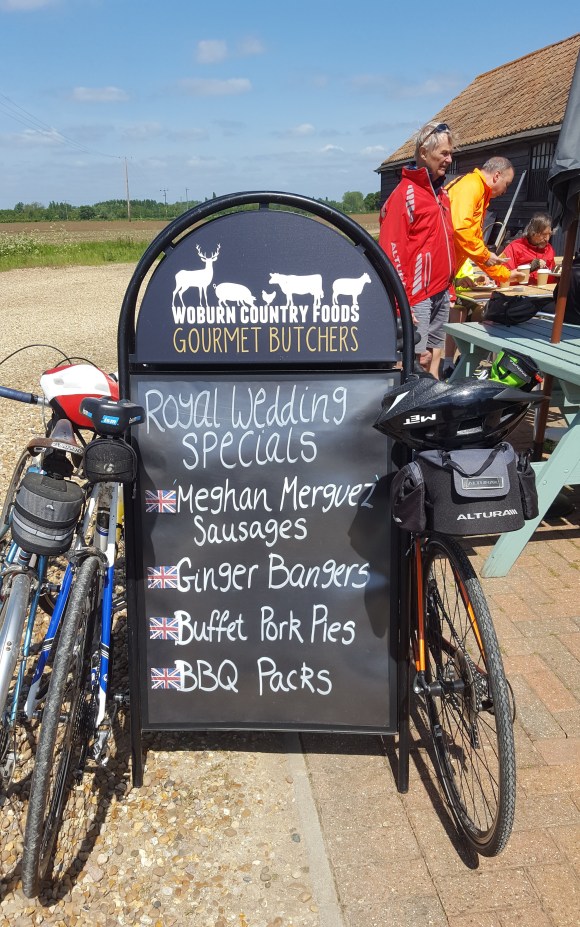 WOBURN COUNTRY FOODS
GOURMET BUTCHERS
Royal Wedding
Specials
'Meghan Merguez'
Sausages
Ginger Bangers
Buffet Pork Pies
BBQ Packs
ALTURA
MET
ALTURA